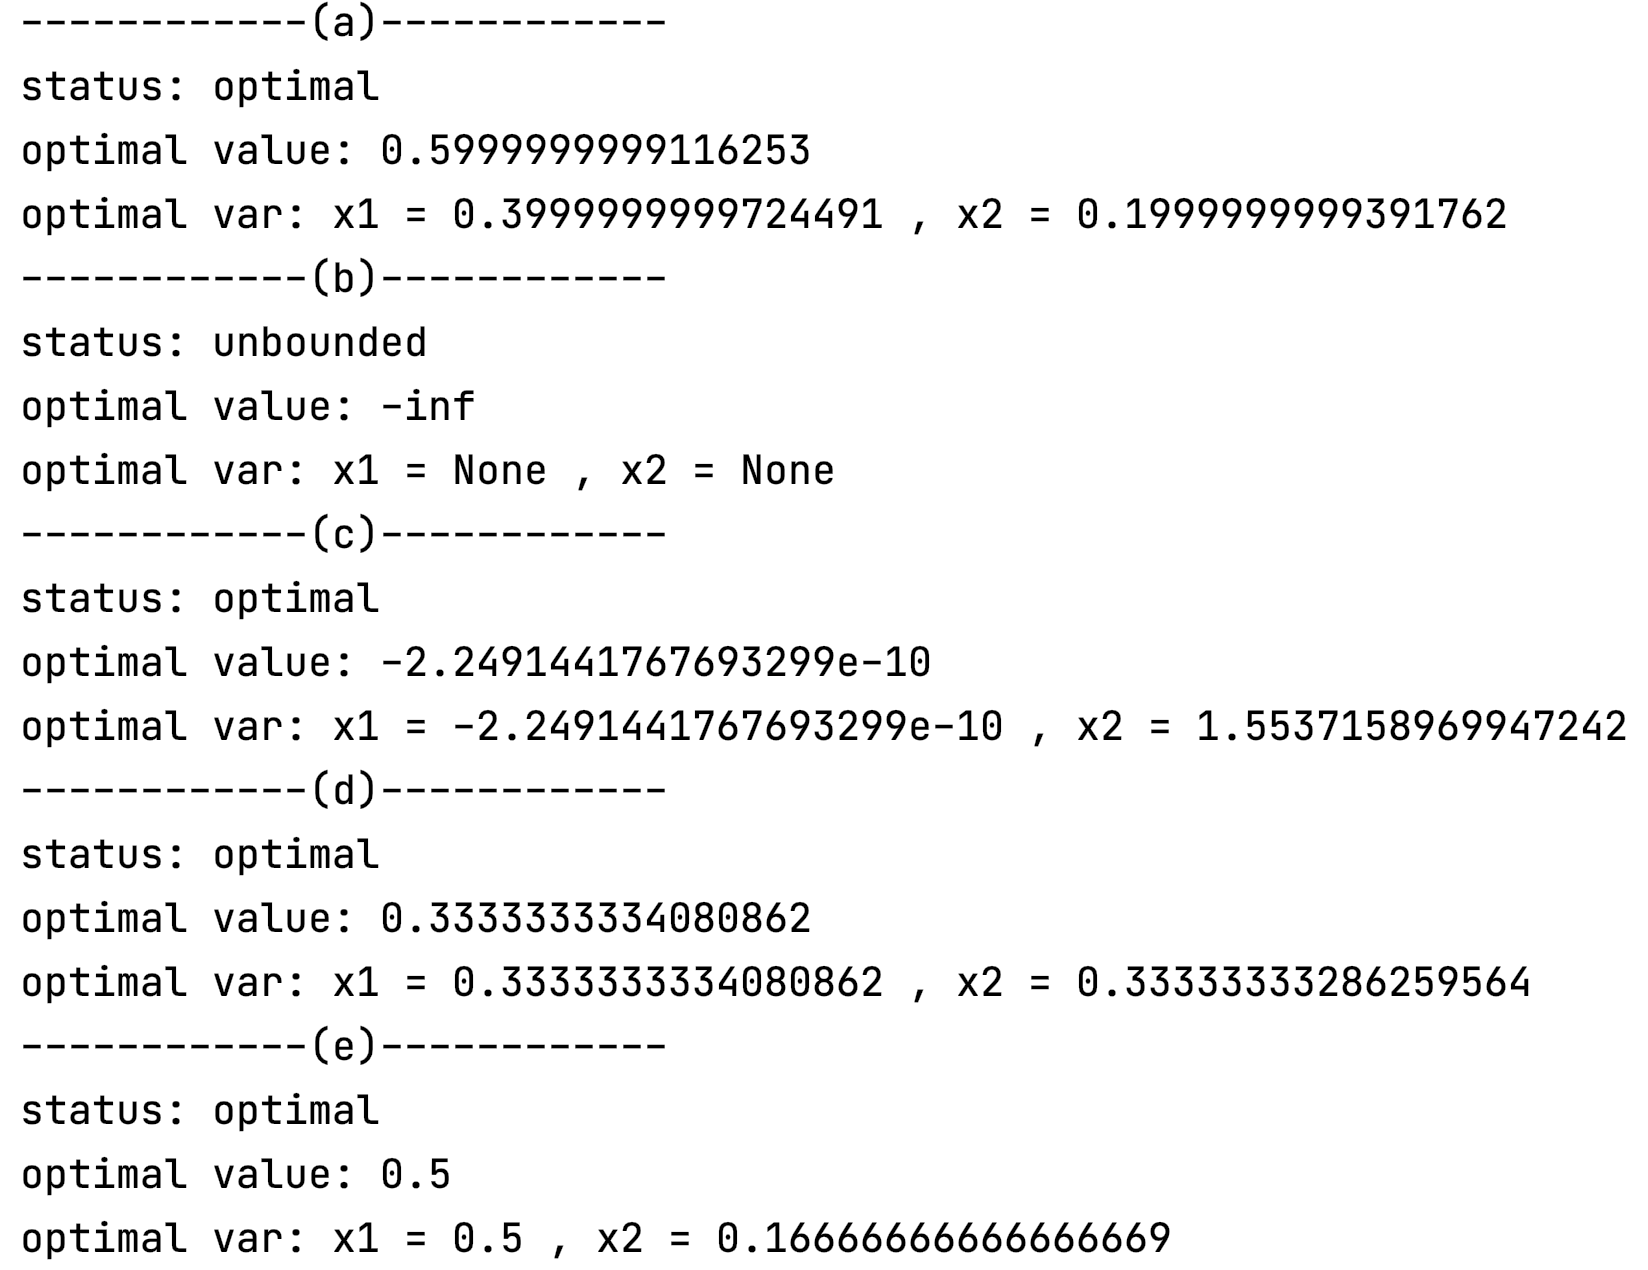 ------------(a)------------
status: optimal
optimal value: 0.5999999999116253
optimal var: x1 = 0.3999999999724491 , x2 = 0.1999999999391762
------------(b)------------
status: unbounded
optimal value: -inf
optimal var: x1 = None , x2 = None
------------(c)------------
status: optimal
optimal value: -2.2491441767693299e-10
optimal var: x1 = -2.2491441767693299e-10 , x2 = 1.5537158969947242
------------(d)------------
status: optimal
optimal value: 0.3333333334080862
optimal var: x1 = 0.3333333334080862 , x2 = 0.33333333286259564
------------(e)------------
status: optimal
optimal value: 0.5
optimal var: x1 = 0.5 , x2 = 0.16666666666666669